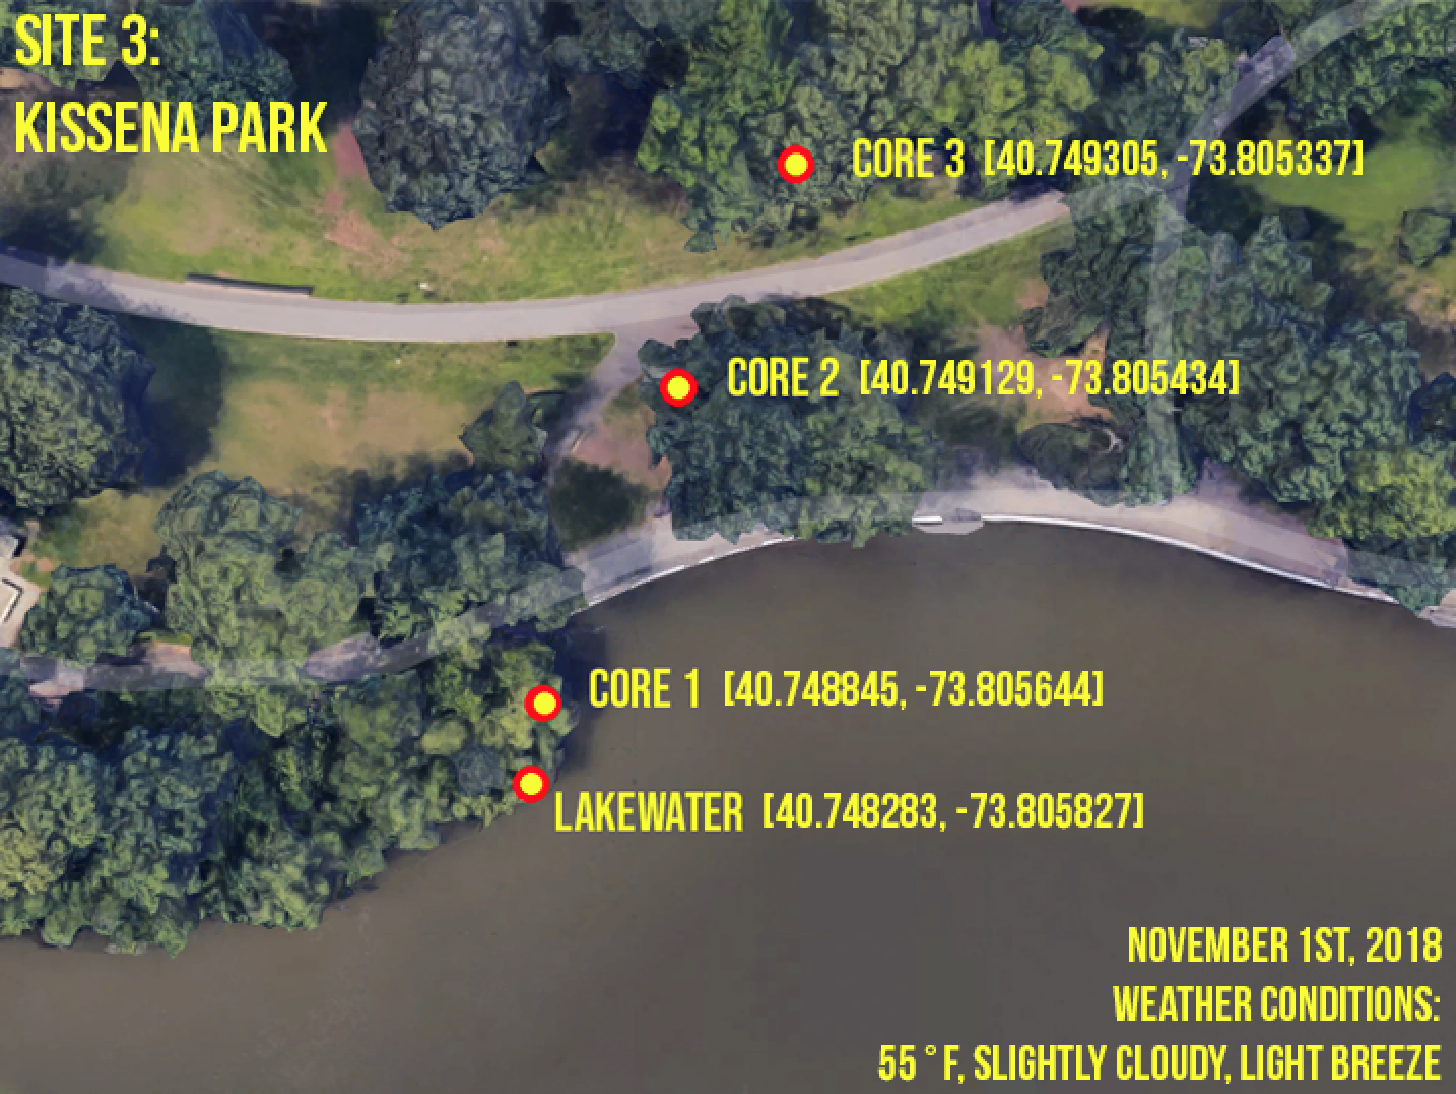 SITE 3:
KISSENA PARK
CORE 3 [40.749305, -73.805337]
CORE 2 [40.749129, -73.805434]
CORE 1 [40.748845, -73.805644]
LAKEWATER [40.748283, -73.805827]
NOVEMBER 1ST, 2018
WEATHER CONDITIONS:
55°F, SLIGHTLY CLOUDY, LIGHT BREEZE